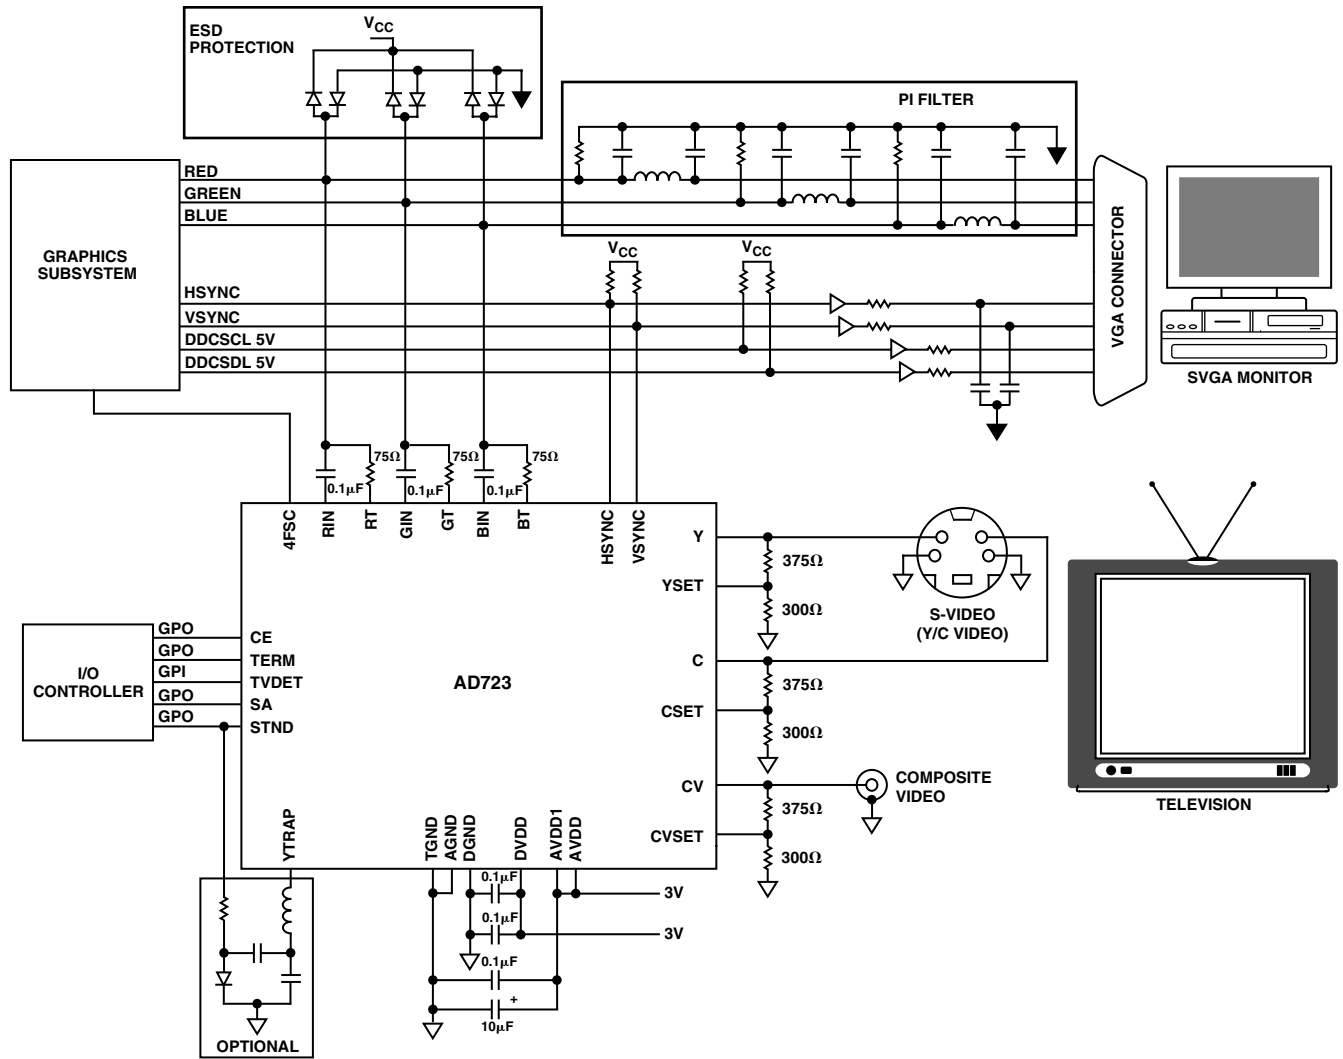 ESD
PROTECTION
VCC
PI FILTER
RED
GREEN
BLUE
GRAPHICS
SUBSYSTEM
VCC
VCC
HSYNC
VSYNC
DDCSCL 5V
DDCSDL 5V
VGA CONNECTOR
SVGA MONITOR
75Ω
75Ω
75Ω
0.1μF
0.1μF
0.1μF
4FSC
RIN
RT
GIN
GT
BIN
BT
HSYNC
VSYNC
Y
375Ω
YSET
300Ω
S-VIDEO
(Y/C VIDEO)
GPO
CE
GPO
TERM
GPI
TVDET
GPO
SA
GPO
STND
I/O
CONTROLLER
AD723
C
375Ω
CSET
300Ω
CV
COMPOSITE
VIDEO
375Ω
CVSET
300Ω
TELEVISION
YTRAP
TGND
AGND
DGND
DVDD
AVDD1
AVDD
0.1μF
3V
0.1μF
3V
0.1μF
+
10μF
OPTIONAL